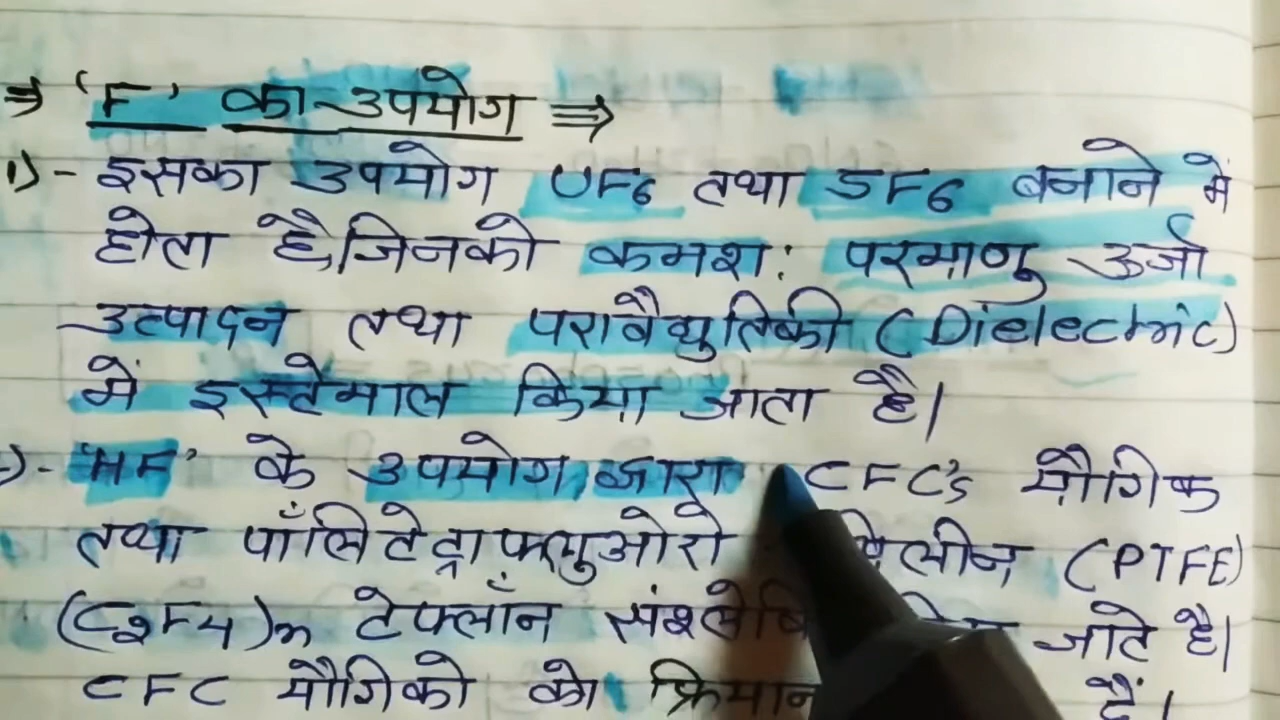 ⇒ 'F' का उपयोग ⇒
1) - इसका उपयोग UF6 तथा SF6 बनाने में
होता है, जिनको कमश: परमाणु ऊर्जा
उत्पादन तथा परावैद्युतिकी (Dielectric)
में इस्टेमाल किया जाता है।
- 'HF' के उपयोग द्वारा CFC's यौगिक
तथा पॉलिटेट्राफ्लुओरो (PTFE)
(C2F4)n टेफ्लॉन जाते है।
CFC यौगिको को हैं।